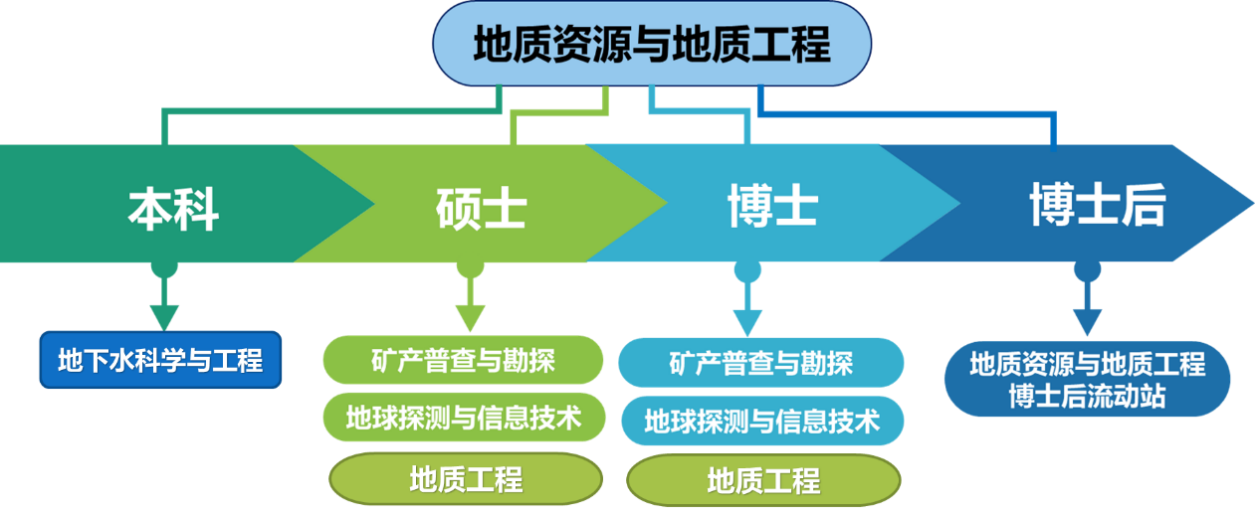 地质资源与地质工程
本科
硕士
博士
博士后
地下水科学与工程
矿产普查与勘探
地球探测与信息技术
地质工程
矿产普查与勘探
地球探测与信息技术
地质工程
地质资源与地质工程
博士后流动站